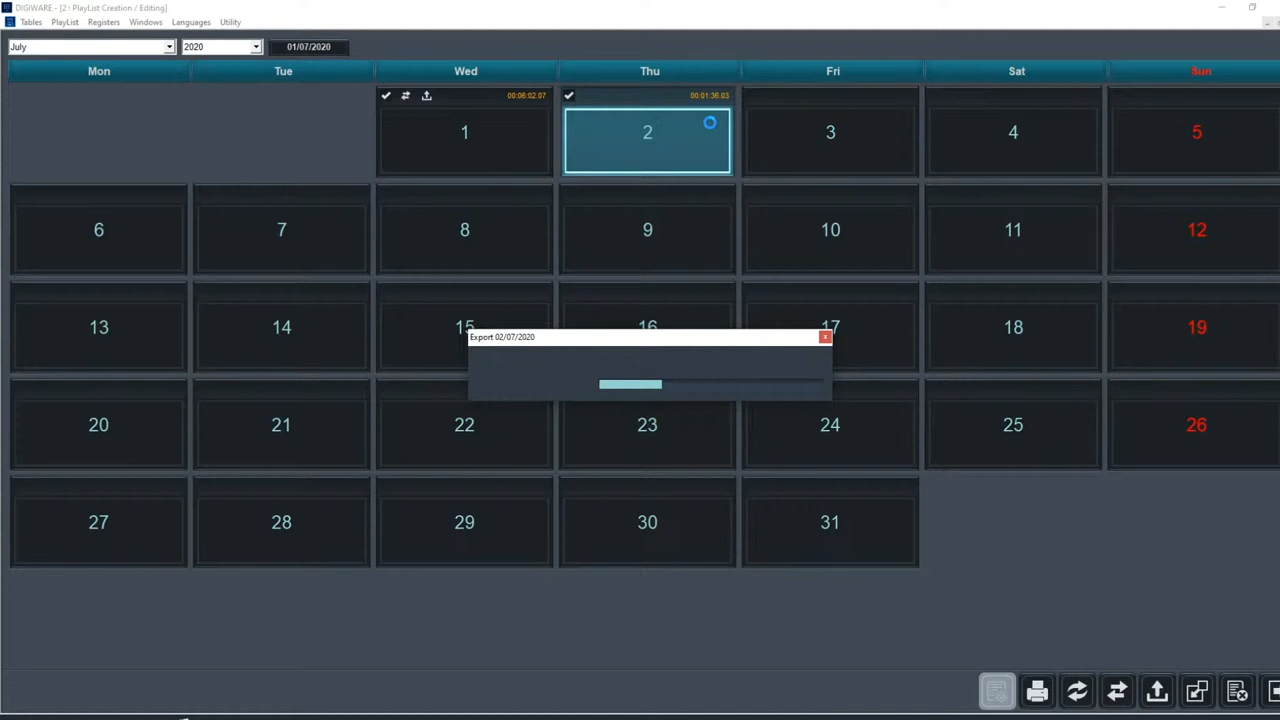 DIGIWARE - [2 : PlayList Creation / Editing]
Tables PlayList Registers Windows Languages Utility
July 2020 01/07/2020
Mon Tue Wed Thu Fri Sat Sun
00:06:02.07 00:01:36.03
1 2 3 4 5
6 7 8 9 10 11 12
13 14 15 16 17 18 19
Export 02/07/2020 x
20 21 22 23 24 25 26
27 28 29 30 31